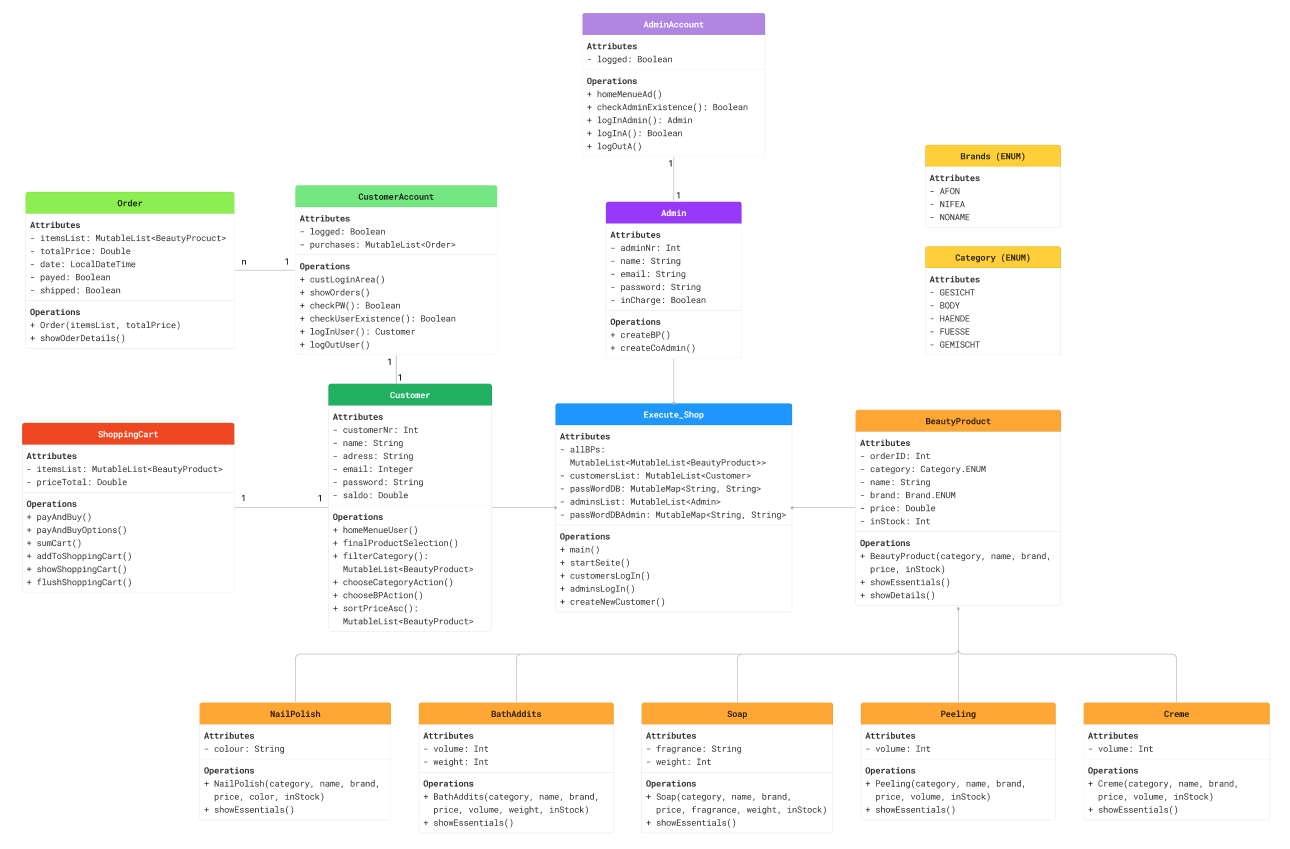 AdminAccount
Attributes
- logged: Boolean
Operations
+ homeMenueAd()
+ checkAdminExistence(): Boolean
+ logInAdmin(): Admin
+ logInA(): Boolean
+ logOutA()
1
1
Brands (ENUM)
Attributes
- AFON
- NIFEA
- NONAME
Order
Attributes
- itemsList: MutableList<BeautyProcuct>
- totalPrice: Double
- date: LocalDateTime
- payed: Boolean
- shipped: Boolean
Operations
+ Order(itemsList, totalPrice)
+ showOderDetails()
n
1
CustomerAccount
Attributes
- logged: Boolean
- purchases: MutableList<Order>
Operations
+ custLoginArea()
+ showOrders()
+ checkPW(): Boolean
+ checkUserExistence(): Boolean
+ logInUser(): Customer
+ logOutUser()
1
1
Admin
Attributes
- adminNr: Int
- name: String
- email: String
- password: String
- inCharge: Boolean
Operations
+ createBP()
+ createCoAdmin()
Category (ENUM)
Attributes
- GESICHT
- BODY
- HAENDE
- FUESSE
- GEMISCHT
ShoppingCart
Attributes
- itemsList: MutableList<BeautyProduct>
- priceTotal: Double
Operations
+ payAndBuy()
+ payAndBuyOptions()
+ sumCart()
+ addToShoppingCart()
+ showShoppingCart()
+ flushShoppingCart()
1
1
Customer
Attributes
- customerNr: Int
- name: String
- adress: String
- email: Integer
- password: String
- saldo: Double
Operations
+ homeMenueUser()
+ finalProductSelection()
+ filterCategory():
MutableList<BeautyProduct>
+ chooseCategoryAction()
+ chooseBPAction()
+ sortPriceAsc():
MutableList<BeautyProduct>
Execute_Shop
Attributes
- allBPs:
MutableList<MutableList<BeautyProduct>>
- customersList: MutableList<Customer>
- passWordDB: MutableMap<String, String>
- adminsList: MutableList<Admin>
- passWordDBAdmin: MutableMap<String, String>
Operations
+ main()
+ startSeite()
+ customersLogIn()
+ adminsLogIn()
+ createNewCustomer()
BeautyProduct
Attributes
- orderID: Int
- category: Category.ENUM
- name: String
- brand: Brand.ENUM
- price: Double
- inStock: Int
Operations
+ BeautyProduct(category, name, brand,
price, inStock)
+ showEssentials()
+ showDetails()
NailPolish
Attributes
- colour: String
Operations
+ NailPolish(category, name, brand,
price, color, inStock)
+ showEssentials()
BathAddits
Attributes
- volume: Int
- weight: Int
Operations
+ BathAddits(category, name, brand,
price, volume, weight, inStock)
+ showEssentials()
Soap
Attributes
- fragrance: String
- weight: Int
Operations
+ Soap(category, name, brand,
price, fragrance, weight, inStock)
+ showEssentials()
Peeling
Attributes
- volume: Int
Operations
+ Peeling(category, name, brand,
price, volume, inStock)
+ showEssentials()
Creme
Attributes
- volume: Int
Operations
+ Creme(category, name, brand,
price, volume, inStock)
+ showEssentials()